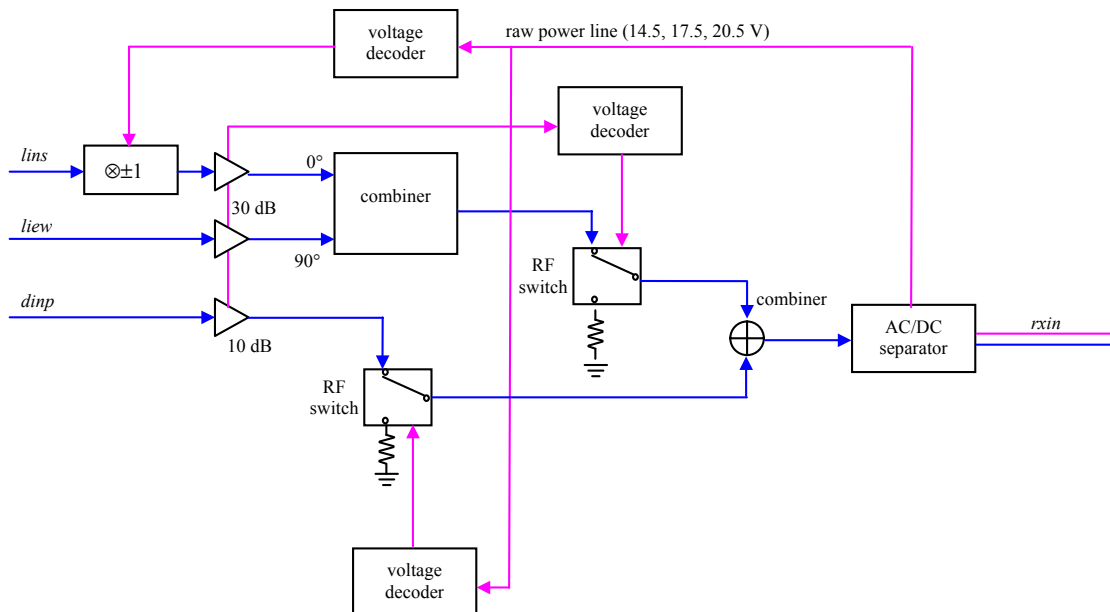 voltage
decoder
raw power line (14.5, 17.5, 20.5 V)
voltage
decoder
lins
⊗±1
0°
combiner
30 dB
liew
90°
RF
switch
combiner
dinp
10 dB
AC/DC
separator
rxin
RF
switch
voltage
decoder